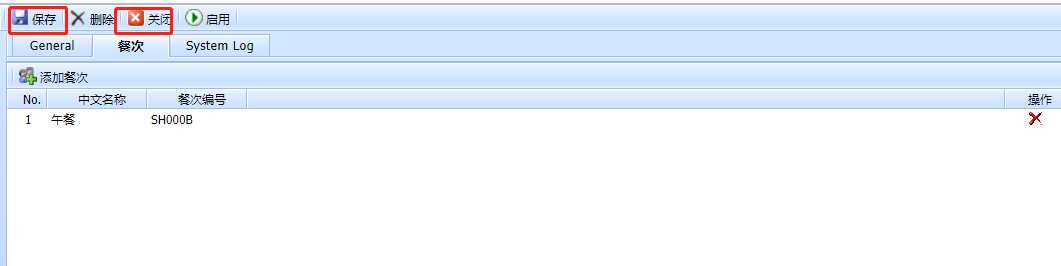 保存 删除 关闭 启用
General 餐次 System Log
添加餐次
No. 中文名称 餐次编号 操作
1 午餐 SH000B